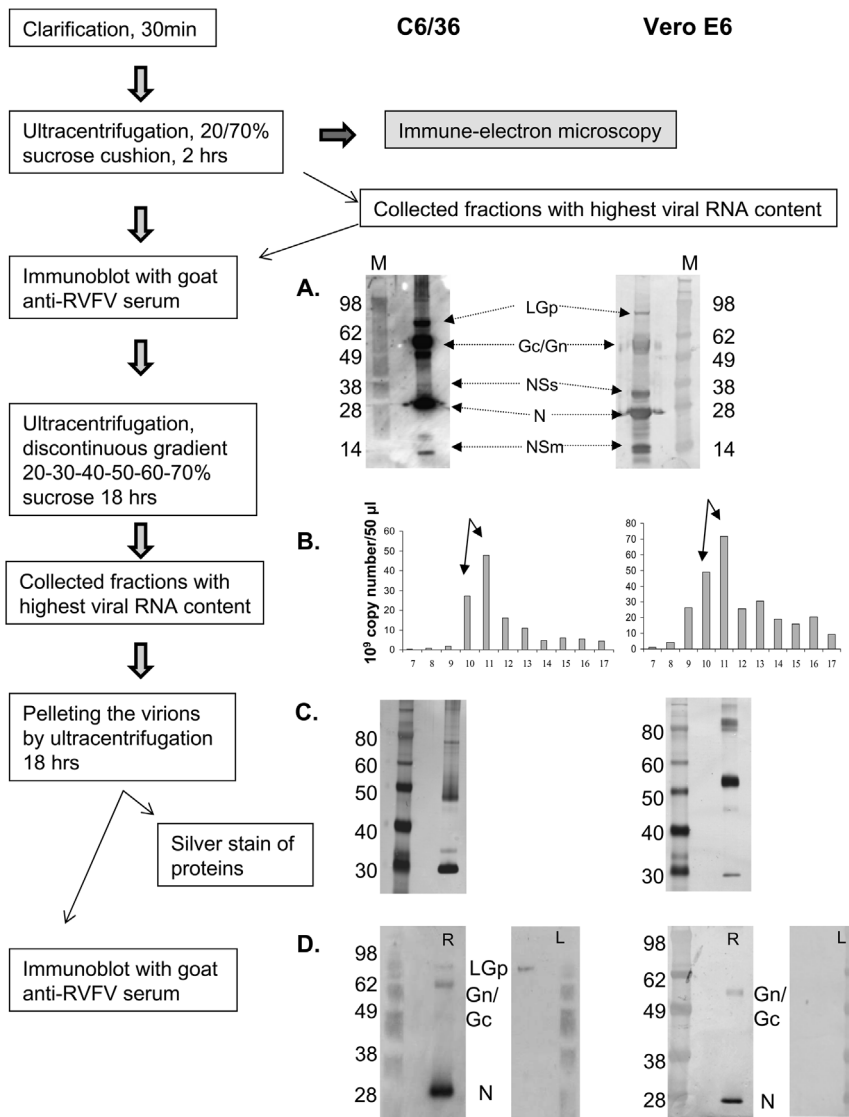 C6/36
Vero E6
Clarification, 30min
Ultracentrifugation, 20/70%
sucrose cushion, 2 hrs
Immune-electron microscopy
Collected fractions with highest viral RNA content
Immunoblot with goat
anti-RVFV serum
Ultracentrifugation,
discontinuous gradient
20-30-40-50-60-70%
sucrose 18 hrs
Collected fractions with
highest viral RNA content
Pelleting the virions
by ultracentrifugation
18 hrs
Silver stain of
proteins
Immunoblot with goat
anti-RVFV serum
A.
M
M
98
62
49
38
28
14
LGp
Gc/Gn
NSs
N
NSm
98
62
49
38
28
14
B.
10⁹ copy number/50 µl
60
50
40
30
20
10
0
7 8 9 10 11 12 13 14 15 16 17
80
70
60
50
40
30
20
10
0
7 8 9 10 11 12 13 14 15 16 17
C.
80
60
50
40
30
80
60
50
40
30
D.
98
62
49
38
28
R
LGp
Gn/
Gc
N
L
98
62
49
38
28
R
Gn/
Gc
N
L